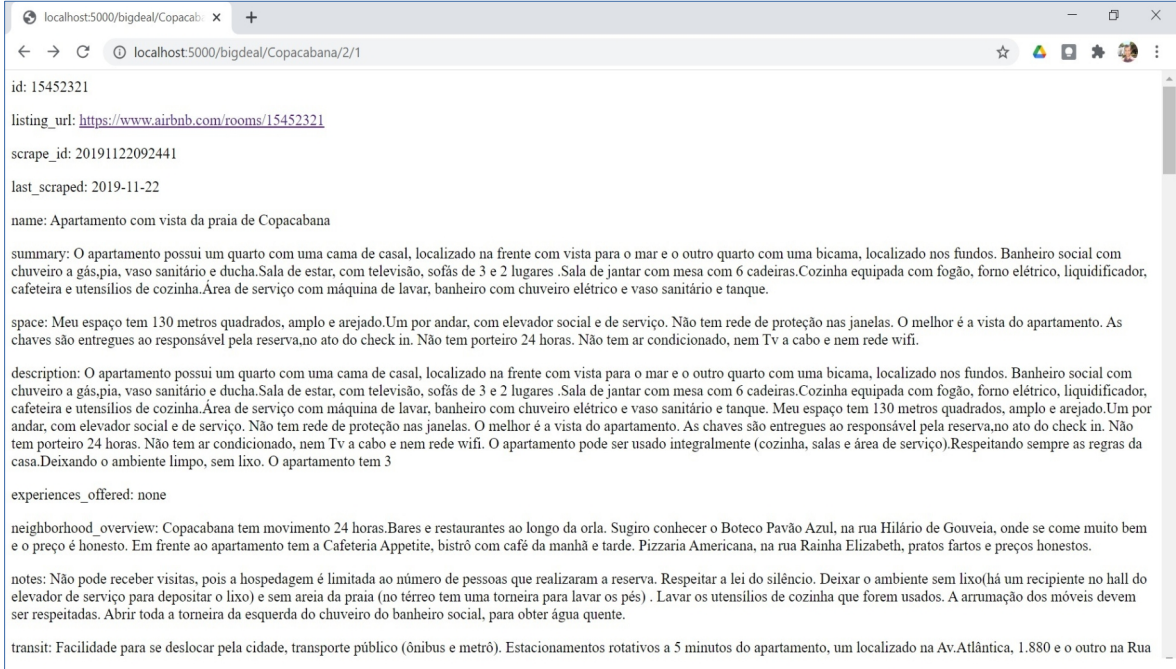 localhost:5000/bigdeal/Copacaba
localhost:5000/bigdeal/Copacabana/2/1
id: 15452321
listing_url: https://www.airbnb.com/rooms/15452321
scrape_id: 20191122092441
last_scraped: 2019-11-22
name: Apartamento com vista da praia de Copacabana
summary: O apartamento possui um quarto com uma cama de casal, localizado na frente com vista para o mar e o outro quarto com uma bicama, localizado nos fundos. Banheiro social com
chuveiro a gás,pia, vaso sanitário e ducha.Sala de estar, com televisão, sofás de 3 e 2 lugares .Sala de jantar com mesa com 6 cadeiras.Cozinha equipada com fogão, forno elétrico, liquidificador,
cafeteira e utensílios de cozinha.Área de serviço com máquina de lavar, banheiro com chuveiro elétrico e vaso sanitário e tanque.
space: Meu espaço tem 130 metros quadrados, amplo e arejado.Um por andar, com elevador social e de serviço. Não tem rede de proteção nas janelas. O melhor é a vista do apartamento. As
chaves são entregues ao responsável pela reserva,no ato do check in. Não tem porteiro 24 horas. Não tem ar condicionado, nem Tv a cabo e nem rede wifi.
description: O apartamento possui um quarto com uma cama de casal, localizado na frente com vista para o mar e o outro quarto com uma bicama, localizado nos fundos. Banheiro social com
chuveiro a gás,pia, vaso sanitário e ducha.Sala de estar, com televisão, sofás de 3 e 2 lugares .Sala de jantar com mesa com 6 cadeiras.Cozinha equipada com fogão, forno elétrico, liquidificador,
cafeteira e utensílios de cozinha.Área de serviço com máquina de lavar, banheiro com chuveiro elétrico e vaso sanitário e tanque. Meu espaço tem 130 metros quadrados, amplo e arejado.Um por
andar, com elevador social e de serviço. Não tem rede de proteção nas janelas. O melhor é a vista do apartamento. As chaves são entregues ao responsável pela reserva,no ato do check in. Não
tem porteiro 24 horas. Não tem ar condicionado, nem Tv a cabo e nem rede wifi. O apartamento pode ser usado integralmente (cozinha, salas e área de serviço).Respeitando sempre as regras da
casa.Deixando o ambiente limpo, sem lixo. O apartamento tem 3
experiences_offered: none
neighborhood_overview: Copacabana tem movimento 24 horas.Bares e restaurantes ao longo da orla. Sugiro conhecer o Boteco Pavão Azul, na rua Hilário de Gouveia, onde se come muito bem
e o preço é honesto. Em frente ao apartamento tem a Cafeteria Appetite, bistrô com café da manhã e tarde. Pizzaria Americana, na rua Rainha Elizabeth, pratos fartos e preços honestos.
notes: Não pode receber visitas, pois a hospedagem é limitada ao número de pessoas que realizaram a reserva. Respeitar a lei do silêncio. Deixar o ambiente sem lixo(há um recipiente no hall do
elevador de serviço para depositar o lixo) e sem areia da praia (no térreo tem uma torneira para lavar os pés) . Lavar os utensílios de cozinha que forem usados. A arrumação dos móveis devem
ser respeitadas. Abrir toda a torneira da esquerda do chuveiro do banheiro social, para obter água quente.
transit: Facilidade para se deslocar pela cidade, transporte público (ônibus e metrô). Estacionamentos rotativos a 5 minutos do apartamento, um localizado na Av.Atlântica, 1.880 e o outro na Rua